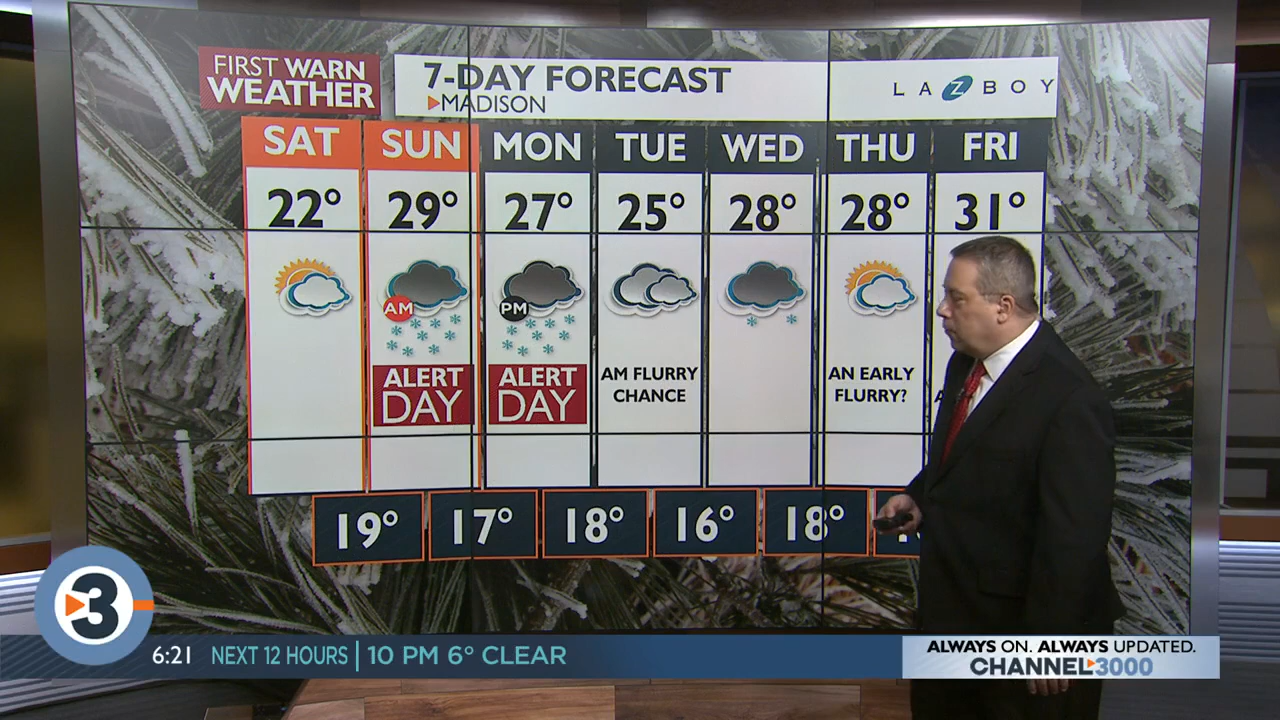 FIRST WARN
WEATHER
7-DAY FORECAST
MADISON
LA Z BOY
SAT SUN MON TUE WED THU FRI
22° 29° 27° 25° 28° 28° 31°
AM PM
ALERT DAY
ALERT DAY
AM FLURRY
CHANCE
AN EARLY
FLURRY?
19° 17° 18° 16° 18°
3
6:21 NEXT 12 HOURS | 10 PM 6° CLEAR
ALWAYS ON. ALWAYS UPDATED.
CHANNEL3000